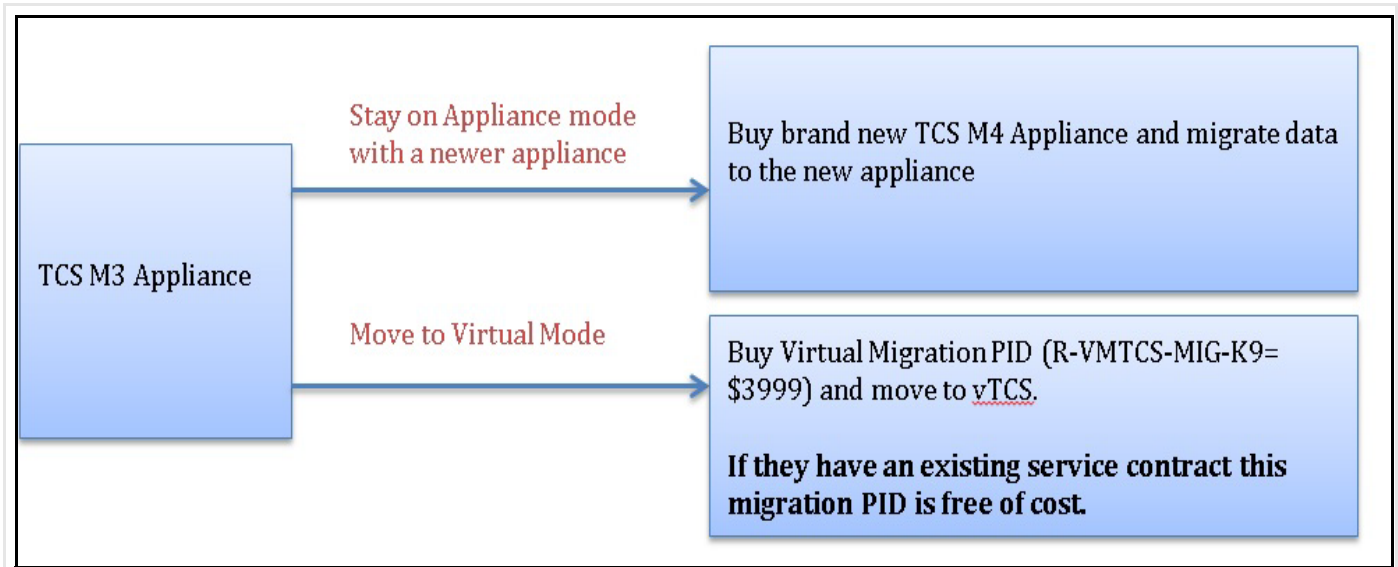 Stay on Appliance mode
with a newer appliance
Buy brand new TCS M4 Appliance and migrate data
to the new appliance
TCS M3 Appliance
Move to Virtual Mode
Buy Virtual Migration PID (R-VMTCS-MIG-K9=
$3999) and move to vTCS.
If they have an existing service contract this
migration PID is free of cost.